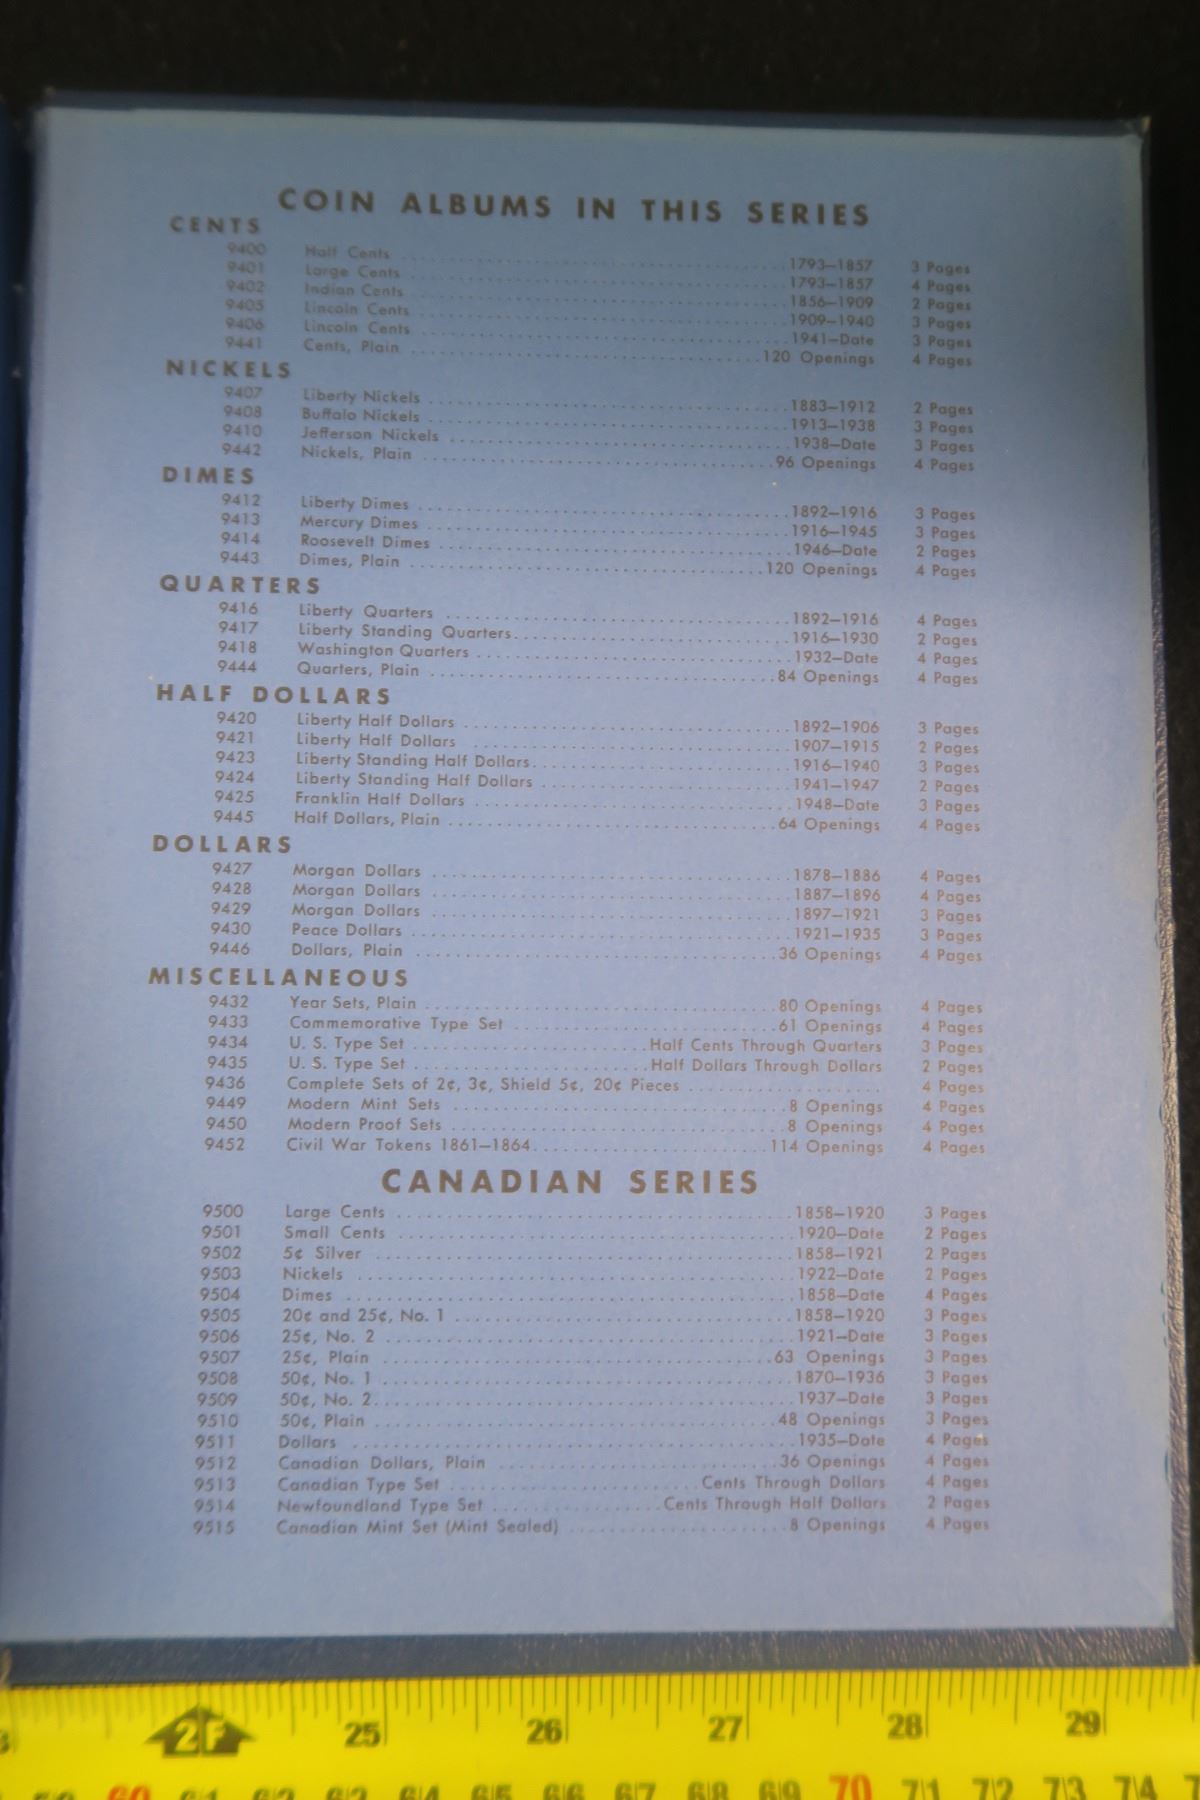 COIN ALBUMS IN THIS SERIES
CENTS
9400 Half Cents 1793–1857 3 Pages
9401 Large Cents 1793–1857 4 Pages
9402 Indian Cents 1856–1909 2 Pages
9405 Lincoln Cents 1909–1940 3 Pages
9406 Lincoln Cents 1941–Date 3 Pages
9441 Cents, Plain 120 Openings 4 Pages
NICKELS
9407 Liberty Nickels 1883–1912 2 Pages
9408 Buffalo Nickels 1913–1938 3 Pages
9410 Jefferson Nickels 1938–Date 3 Pages
9442 Nickels, Plain 96 Openings 4 Pages
DIMES
9412 Liberty Dimes 1892–1916 3 Pages
9413 Mercury Dimes 1916–1945 3 Pages
9414 Roosevelt Dimes 1946–Date 2 Pages
9443 Dimes, Plain 120 Openings 4 Pages
QUARTERS
9416 Liberty Quarters 1892–1916 4 Pages
9417 Liberty Standing Quarters 1916–1930 2 Pages
9418 Washington Quarters 1932–Date 4 Pages
9444 Quarters, Plain 84 Openings 4 Pages
HALF DOLLARS
9420 Liberty Half Dollars 1892–1906 3 Pages
9421 Liberty Half Dollars 1907–1915 2 Pages
9423 Liberty Standing Half Dollars 1916–1940 3 Pages
9424 Liberty Standing Half Dollars 1941–1947 2 Pages
9425 Franklin Half Dollars 1948–Date 3 Pages
9445 Half Dollars, Plain 64 Openings 4 Pages
DOLLARS
9427 Morgan Dollars 1878–1886 4 Pages
9428 Morgan Dollars 1887–1896 4 Pages
9429 Morgan Dollars 1897–1921 3 Pages
9430 Peace Dollars 1921–1935 3 Pages
9446 Dollars, Plain 36 Openings 4 Pages
MISCELLANEOUS
9432 Year Sets, Plain 80 Openings 4 Pages
9433 Commemorative Type Set 61 Openings 4 Pages
9434 U. S. Type Set Half Cents Through Quarters 3 Pages
9435 U. S. Type Set Half Dollars Through Dollars 2 Pages
9436 Complete Sets of 2¢, 3¢, Shield 5¢, 20¢ Pieces 4 Pages
9449 Modern Mint Sets 8 Openings 4 Pages
9450 Modern Proof Sets 8 Openings 4 Pages
9452 Civil War Tokens 1861–1864 114 Openings 4 Pages
CANADIAN SERIES
9500 Large Cents 1858–1920 3 Pages
9501 Small Cents 1920–Date 2 Pages
9502 5¢ Silver 1858–1921 2 Pages
9503 Nickels 1922–Date 2 Pages
9504 Dimes 1858–Date 4 Pages
9505 20¢ and 25¢, No. 1 1858–1920 3 Pages
9506 25¢, No. 2 1921–Date 3 Pages
9507 25¢, Plain 63 Openings 3 Pages
9508 50¢, No. 1 1870–1936 3 Pages
9509 50¢, No. 2 1937–Date 3 Pages
9510 50¢, Plain 48 Openings 3 Pages
9511 Dollars 1935–Date 4 Pages
9512 Canadian Dollars, Plain 36 Openings 4 Pages
9513 Canadian Type Set Cents Through Dollars 4 Pages
9514 Newfoundland Type Set Cents Through Half Dollars 2 Pages
9515 Canadian Mint Set (Mint Sealed) 8 Openings 4 Pages
2F 25 26 27 28 29
60 61 62 63 64 65 66 67 68 69 70 71 72 73 74